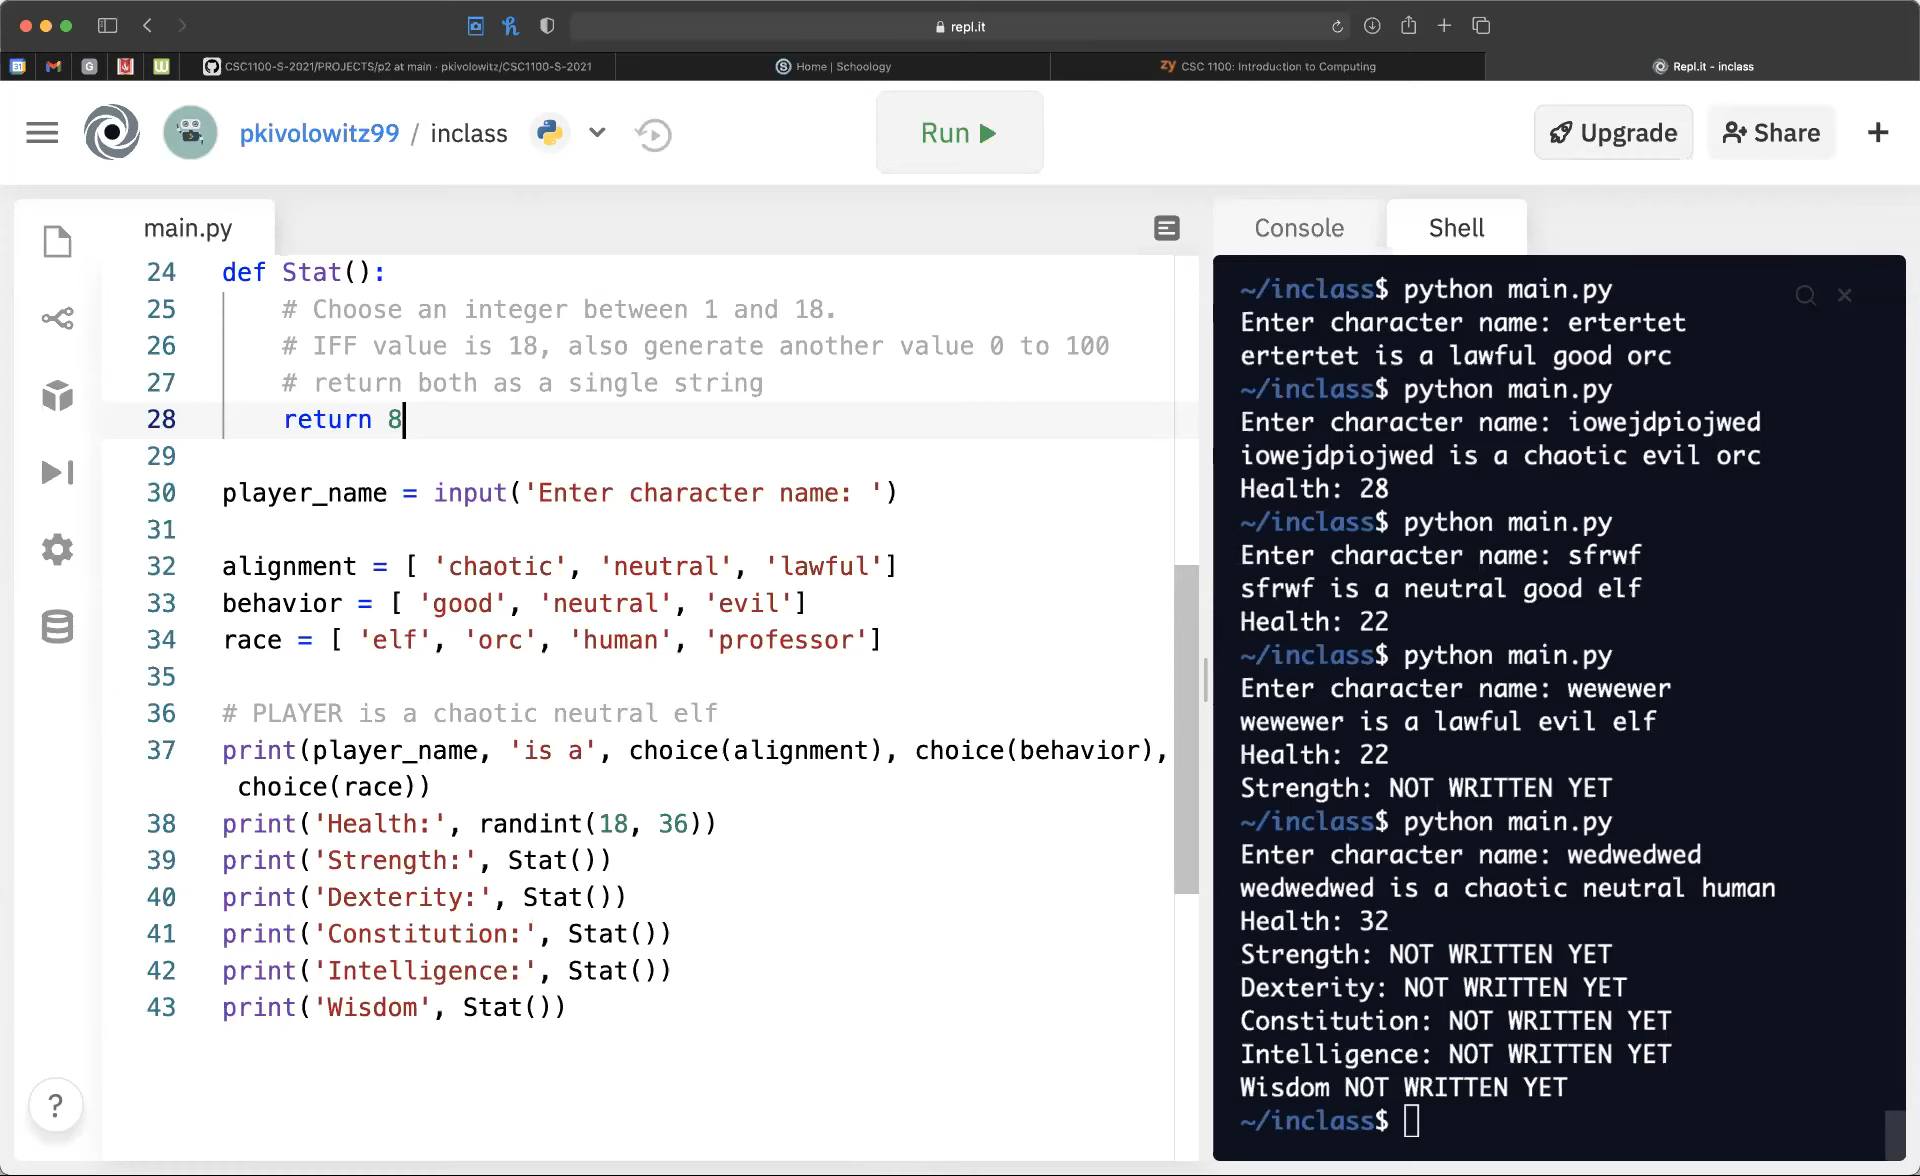 repl.it
CSC1100-S-2021/PROJECTS/p2 at main · pkivolowitz/CSC1100-S-2021
Home | Schoology
zy CSC 1100: Introduction to Computing
Repl.it - inclass
pkivolowitz99 / inclass
Run
Upgrade
Share
main.py
24 def Stat():
25 # Choose an integer between 1 and 18.
26 # IFF value is 18, also generate another value 0 to 100
27 # return both as a single string
28 return 8
29
30 player_name = input('Enter character name: ')
31
32 alignment = [ 'chaotic', 'neutral', 'lawful']
33 behavior = [ 'good', 'neutral', 'evil']
34 race = [ 'elf', 'orc', 'human', 'professor']
35
36 # PLAYER is a chaotic neutral elf
37 print(player_name, 'is a', choice(alignment), choice(behavior),
choice(race))
38 print('Health:', randint(18, 36))
39 print('Strength:', Stat())
40 print('Dexterity:', Stat())
41 print('Constitution:', Stat())
42 print('Intelligence:', Stat())
43 print('Wisdom', Stat())
?
Console
Shell
~/inclass$ python main.py
Enter character name: ertertet
ertertet is a lawful good orc
~/inclass$ python main.py
Enter character name: iowejdpiojwed
iowejdpiojwed is a chaotic evil orc
Health: 28
~/inclass$ python main.py
Enter character name: sfrwf
sfrwf is a neutral good elf
Health: 22
~/inclass$ python main.py
Enter character name: wewewer
wewewer is a lawful evil elf
Health: 22
Strength: NOT WRITTEN YET
~/inclass$ python main.py
Enter character name: wedwedwed
wedwedwed is a chaotic neutral human
Health: 32
Strength: NOT WRITTEN YET
Dexterity: NOT WRITTEN YET
Constitution: NOT WRITTEN YET
Intelligence: NOT WRITTEN YET
Wisdom NOT WRITTEN YET
~/inclass$